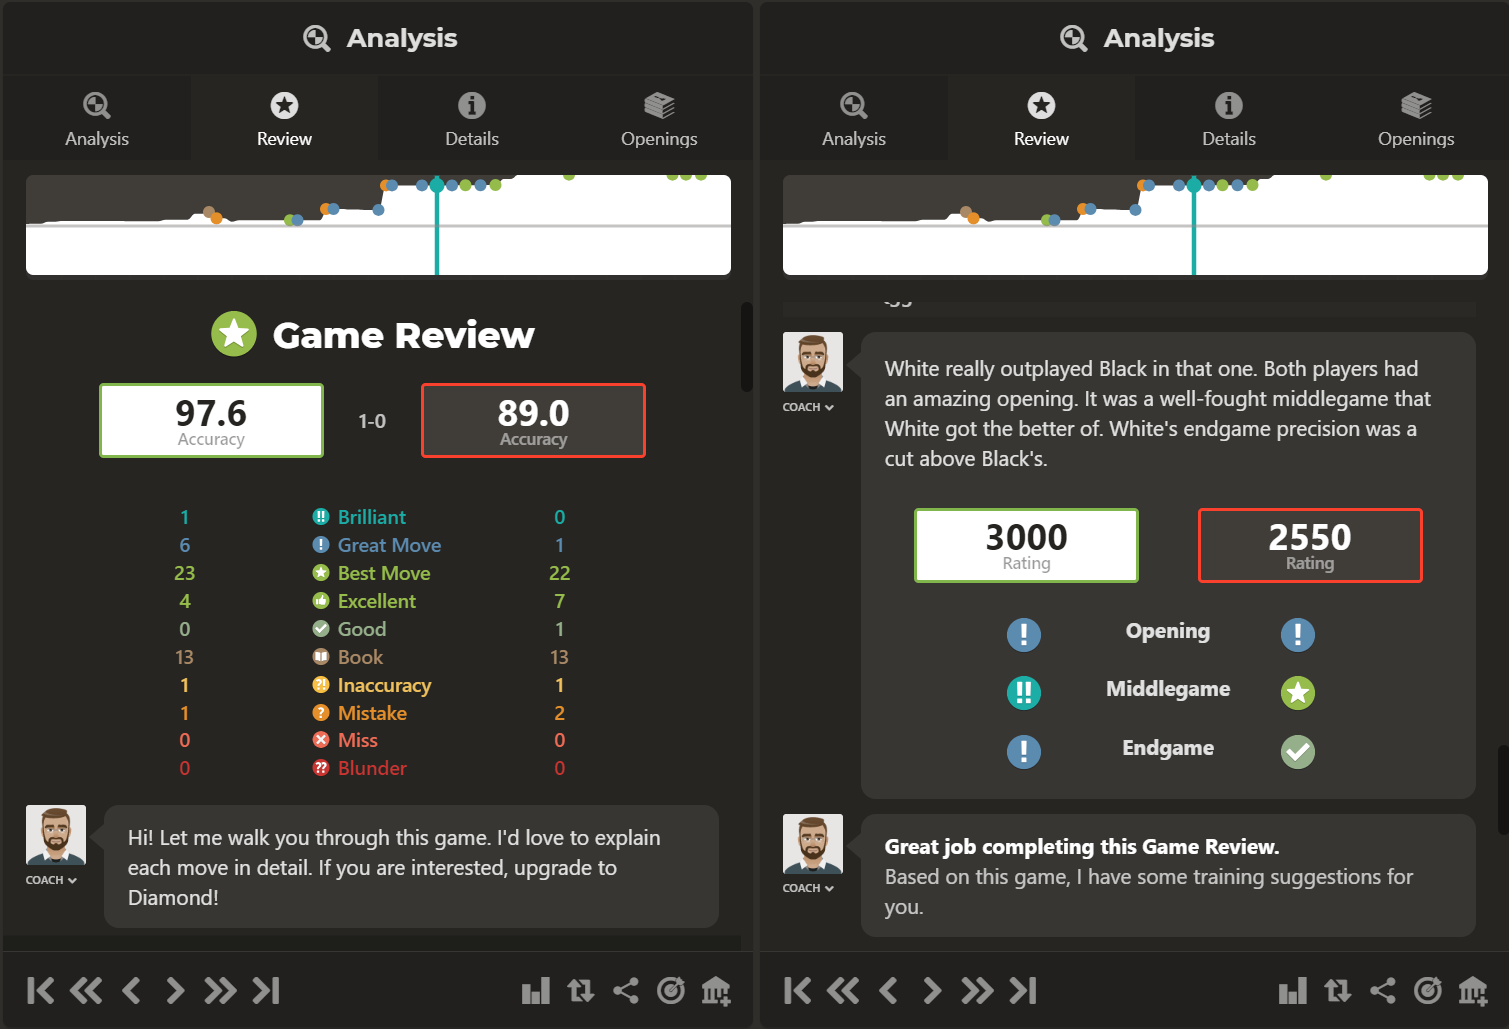 Analysis
Analysis
Review
Details
Openings
Game Review
97.6
Accuracy
1-0
89.0
Accuracy
1 Brilliant 0
6 Great Move 1
23 Best Move 22
4 Excellent 7
0 Good 1
13 Book 13
1 Inaccuracy 1
1 Mistake 2
0 Miss 0
0 Blunder 0
COACH
Hi! Let me walk you through this game. I'd love to explain
each move in detail. If you are interested, upgrade to
Diamond!
Analysis
Analysis
Review
Details
Openings
COACH
White really outplayed Black in that one. Both players had
an amazing opening. It was a well-fought middlegame that
White got the better of. White's endgame precision was a
cut above Black's.
3000
Rating
2550
Rating
Opening
Middlegame
Endgame
COACH
Great job completing this Game Review.
Based on this game, I have some training suggestions for
you.